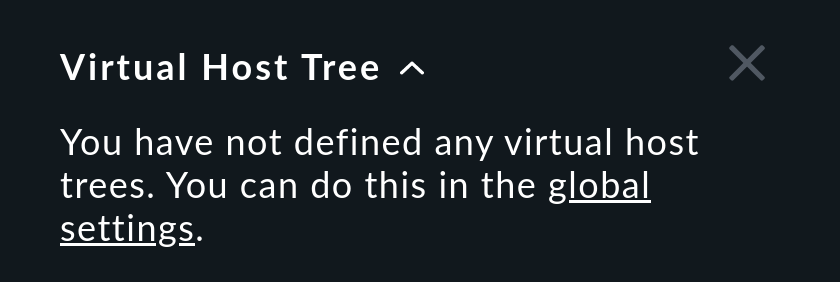 Virtual Host Tree
You have not defined any virtual host
trees. You can do this in the global
settings.